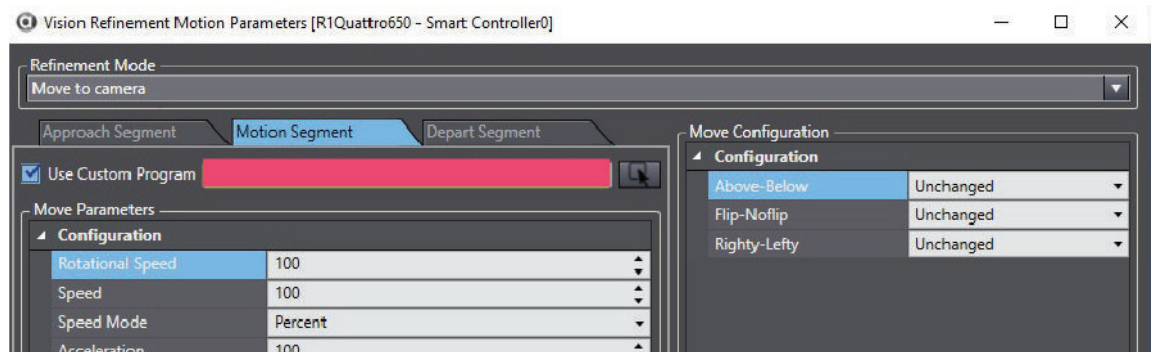 Vision Refinement Motion Parameters [R1Quattro650 - Smart Controller0]
Refinement Mode
Move to camera
Approach Segment Motion Segment Depart Segment
Use Custom Program
Move Parameters
Configuration
Rotational Speed 100
Speed 100
Speed Mode Percent
Acceleration 100
Move Configuration
Configuration
Above-Below Unchanged
Flip-Noflip Unchanged
Righty-Lefty Unchanged